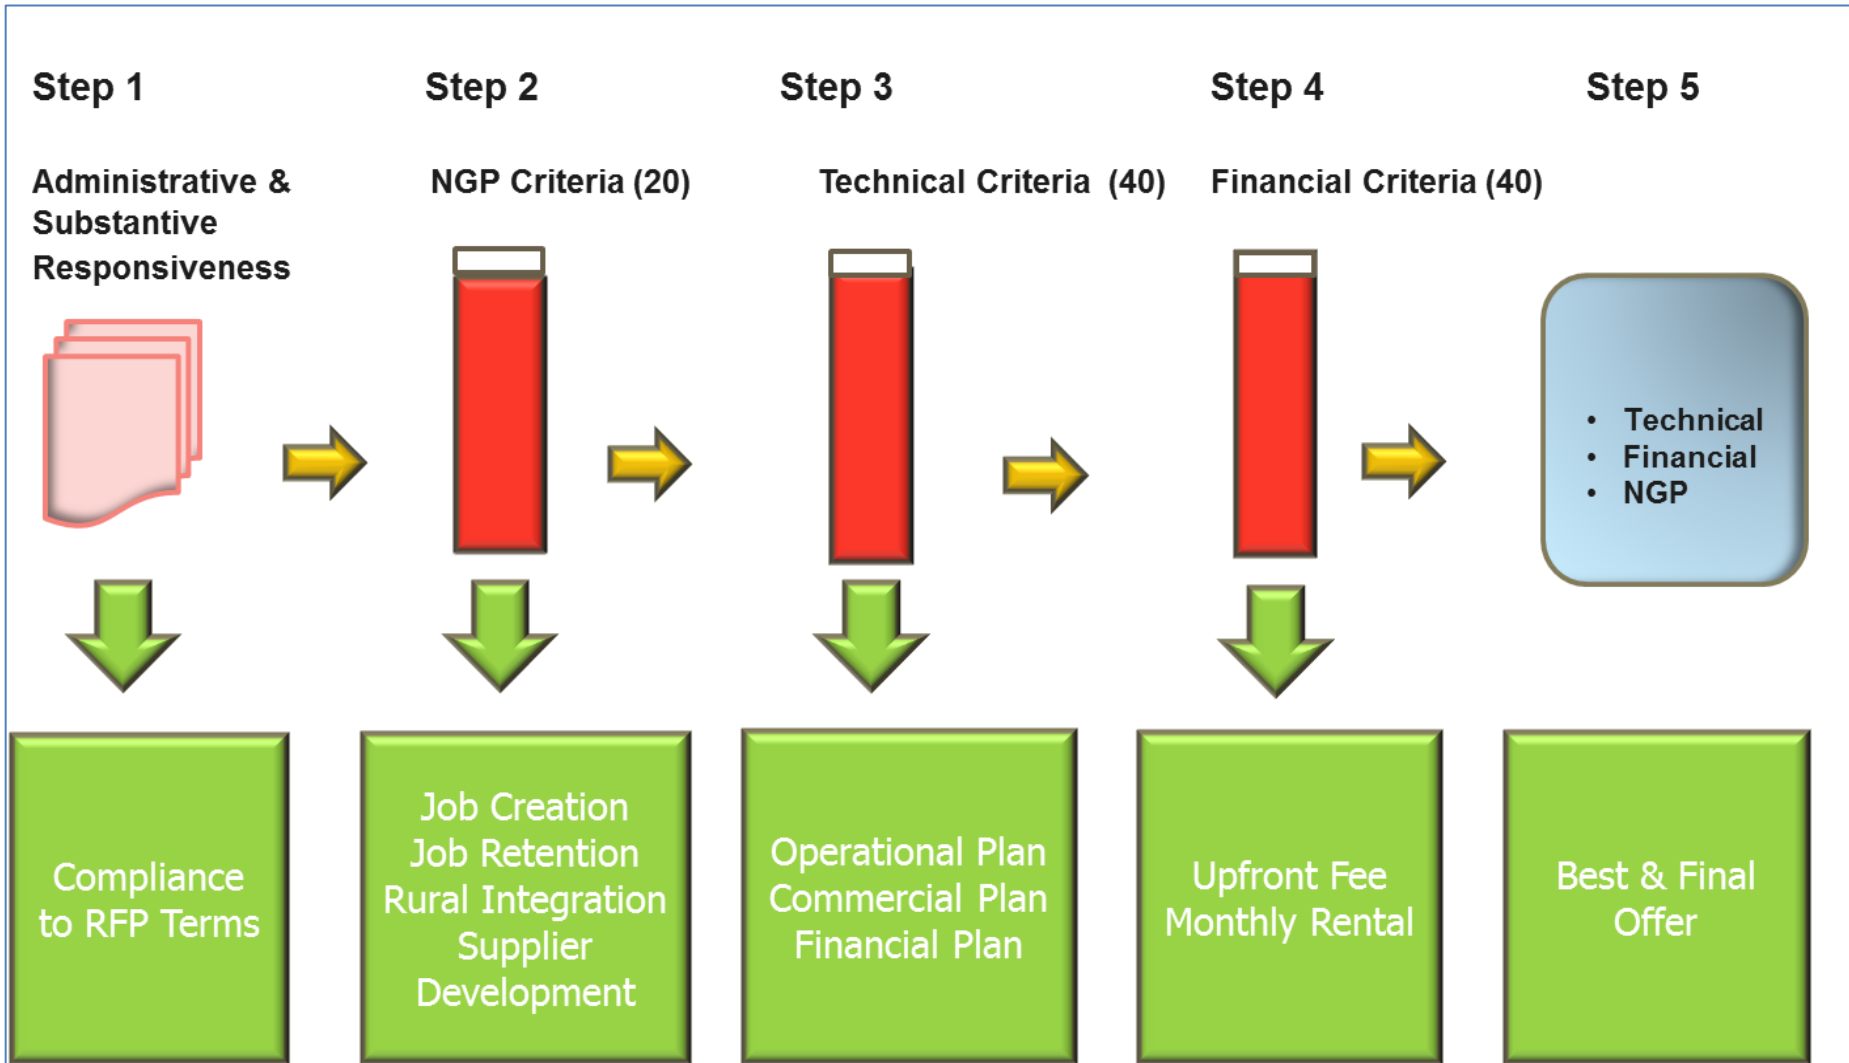 Step 1
Step 2
Step 3
Step 4
Step 5
Administrative &
Substantive
Responsiveness
NGP Criteria (20)
Technical Criteria (40)
Financial Criteria (40)
• Technical
• Financial
• NGP
Compliance
to RFP Terms
Job Creation
Job Retention
Rural Integration
Supplier
Development
Operational Plan
Commercial Plan
Financial Plan
Upfront Fee
Monthly Rental
Best & Final
Offer